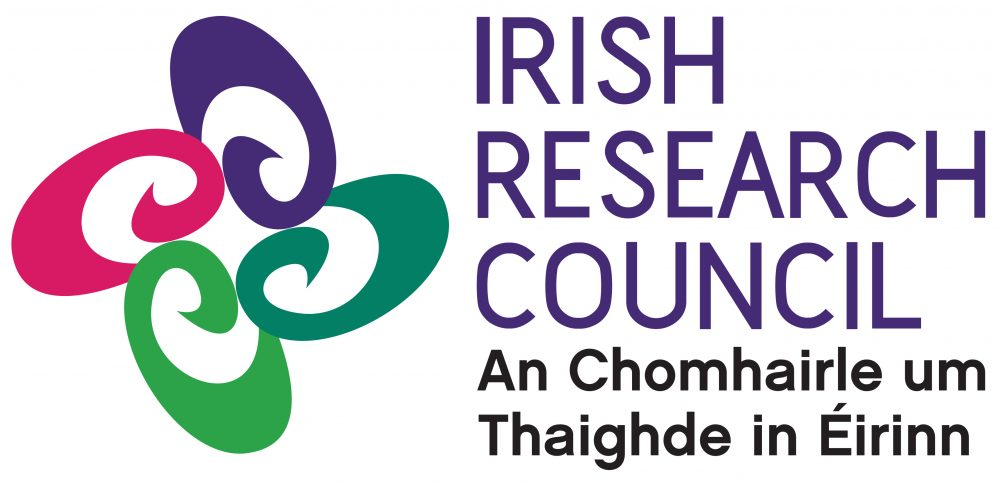 IRISH
RESEARCH
COUNCIL
An Chomhairle um
Thaighde in Éirinn